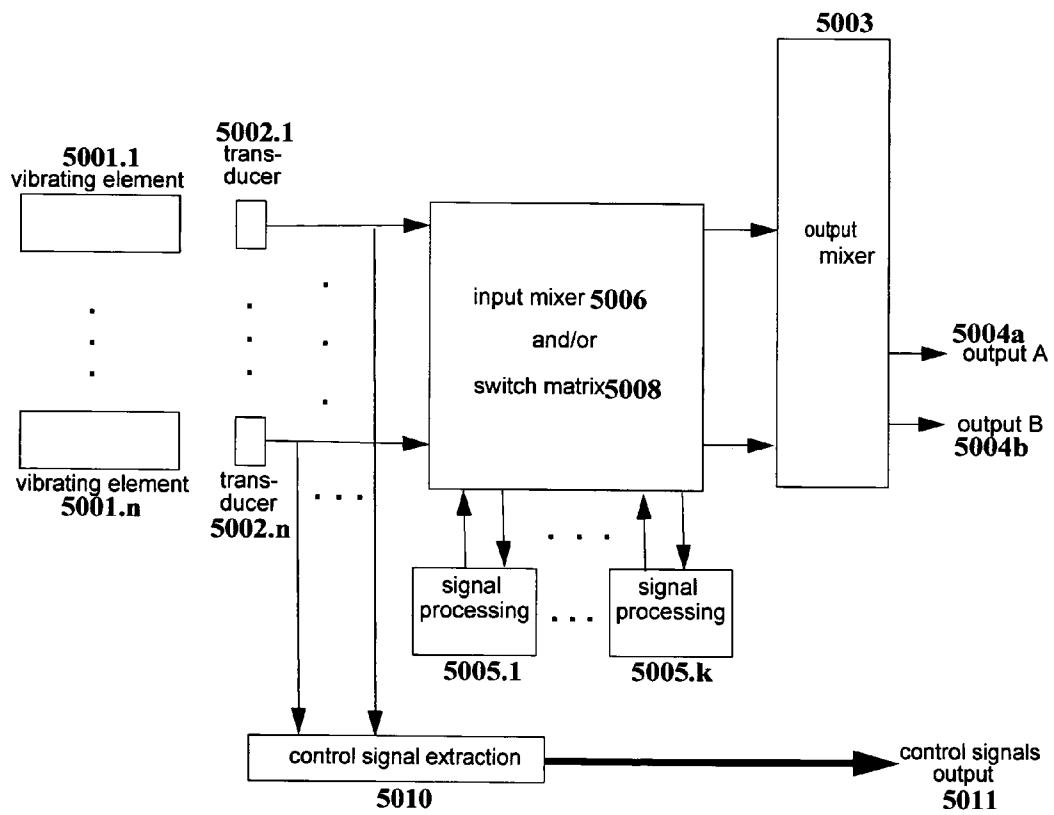 5003
5002.1
trans-
ducer
5001.1
vibrating element
output
mixer
input mixer 5006
and/or
switch matrix 5008
5004a
output A
output B
5004b
vibrating element
5001.n
trans-
ducer
5002.n
signal
processing
5005.1
signal
processing
5005.k
control signal extraction
5010
control signals
output
5011